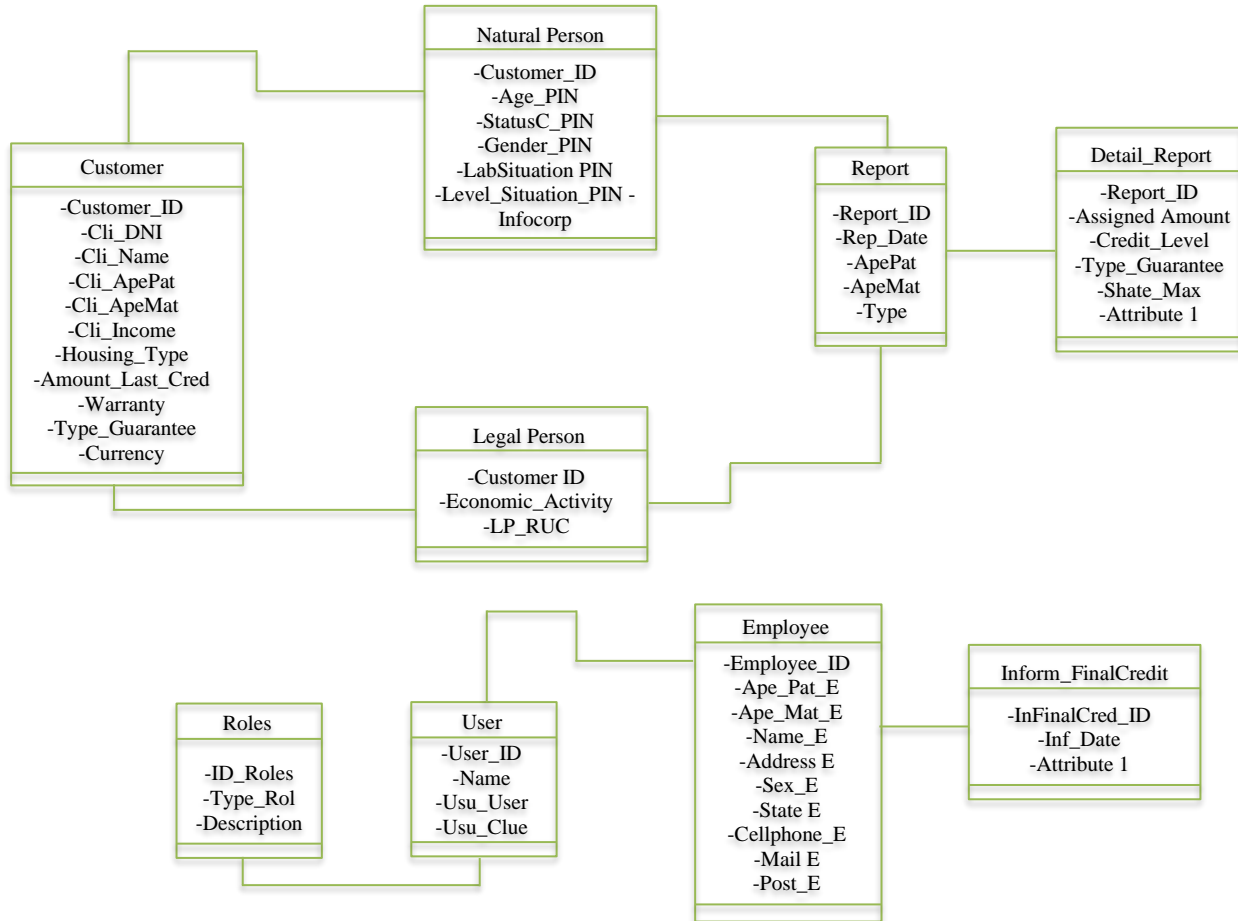 Natural Person
-Customer_ID
-Age_PIN
-StatusC_PIN
-Gender_PIN
-LabSituation PIN
-Level_Situation_PIN -
Infocorp
Customer
-Customer_ID
-Cli_DNI
-Cli_Name
-Cli_ApePat
-Cli_ApeMat
-Cli_Income
-Housing_Type
-Amount_Last_Cred
-Warranty
-Type_Guarantee
-Currency
Report
-Report_ID
-Rep_Date
-ApePat
-ApeMat
-Type
Detail_Report
-Report_ID
-Assigned Amount
-Credit_Level
-Type_Guarantee
-Shate_Max
-Attribute 1
Legal Person
-Customer ID
-Economic_Activity
-LP_RUC
Roles
-ID_Roles
-Type_Rol
-Description
User
-User_ID
-Name
-Usu_User
-Usu_Clue
Employee
-Employee_ID
-Ape_Pat_E
-Ape_Mat_E
-Name_E
-Address E
-Sex_E
-State E
-Cellphone_E
-Mail E
-Post_E
Inform_FinalCredit
-InFinalCred_ID
-Inf_Date
-Attribute 1